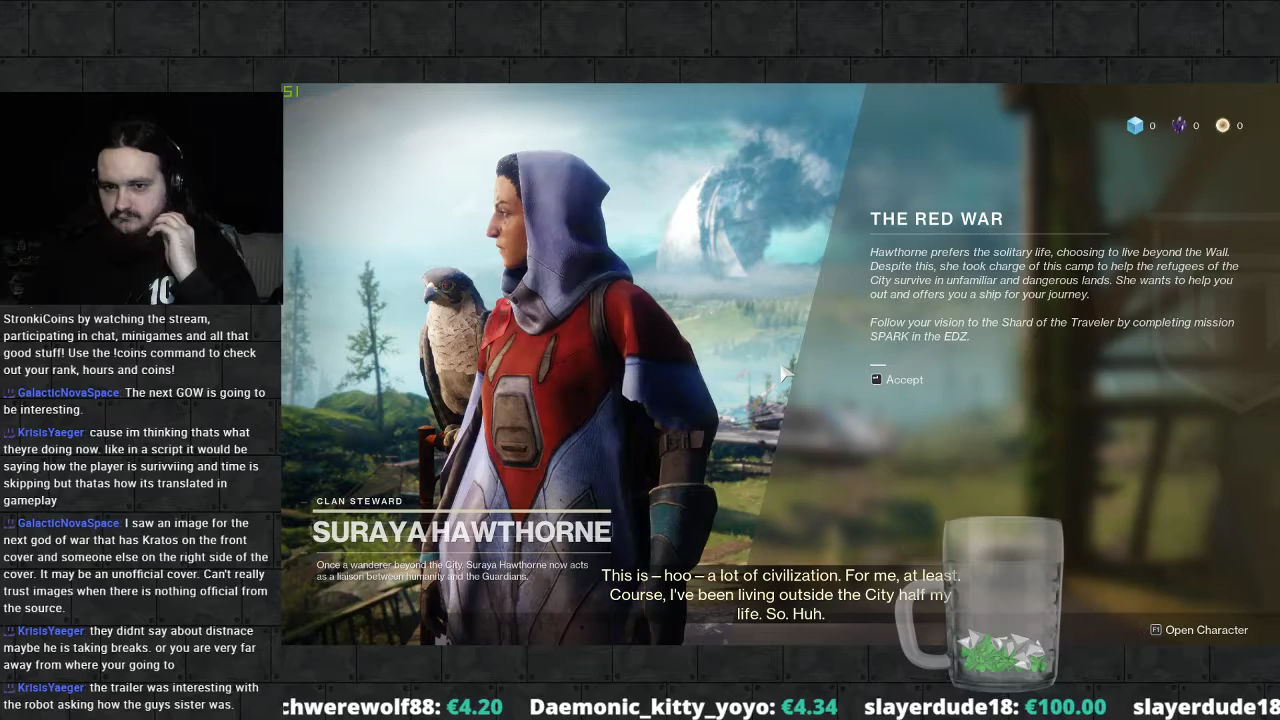 51
0 0 0
THE RED WAR
Hawthorne prefers the solitary life, choosing to live beyond the Wall.
Despite this, she took charge of this camp to help the refugees of the
City survive in unfamiliar and dangerous lands. She wants to help you
out and offers you a ship for your journey.
Follow your vision to the Shard of the Traveler by completing mission
SPARK in the EDZ.
Accept
CLAN STEWARD
SURAYA HAWTHORNE
Once a wanderer beyond the City, Suraya Hawthorne now acts
as a liaison between humanity and the Guardians.
This is – hoo – a lot of civilization. For me, at least.
Course, I've been living outside the City half my
life. So. Huh.
F1 Open Character
10
StronkiCoins by watching the stream,
participating in chat, minigames and all that
good stuff! Use the !coins command to check
out your rank, hours and coins!
GalacticNovaSpace The next GOW is going to
be interesting.
KrisisYaeger cause im thinking thats what
theyre doing now. like in a script it would be
saying how the player is suriviing and time is
skipping but thatas how its translated in
gameplay
GalacticNovaSpace I saw an image for the
next god of war that has Kratos on the front
cover and someone else on the right side of the
cover. It may be an unofficial cover. Can't really
trust images when there is nothing official from
the source.
KrisisYaeger they didnt say about distnace
maybe he is taking breaks. or you are very far
away from where your going to
KrisisYaeger the trailer was interesting with
the robot asking how the guys sister was.
chwerewolf88: €4.20 Daemonic_kitty_yoyo: €4.34 slayerdude18: €100.00 slayerdude18